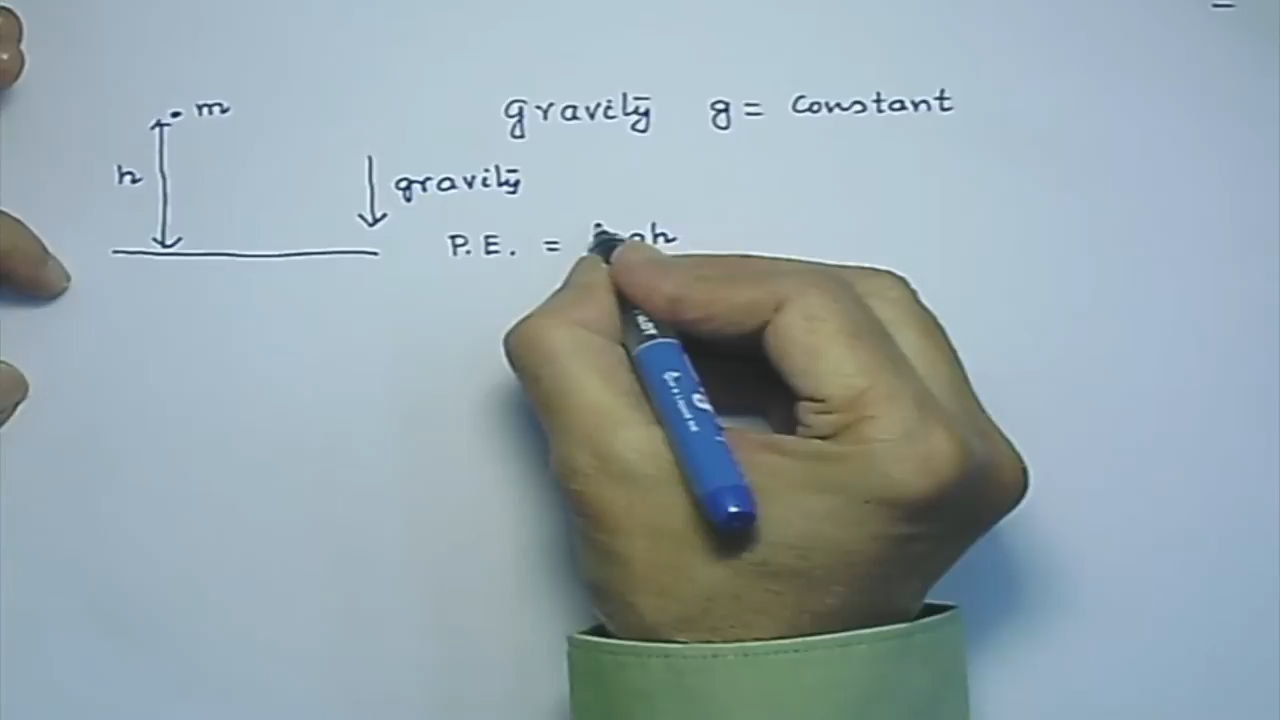 m
gravity g = constant
h
gravity
P.E. =